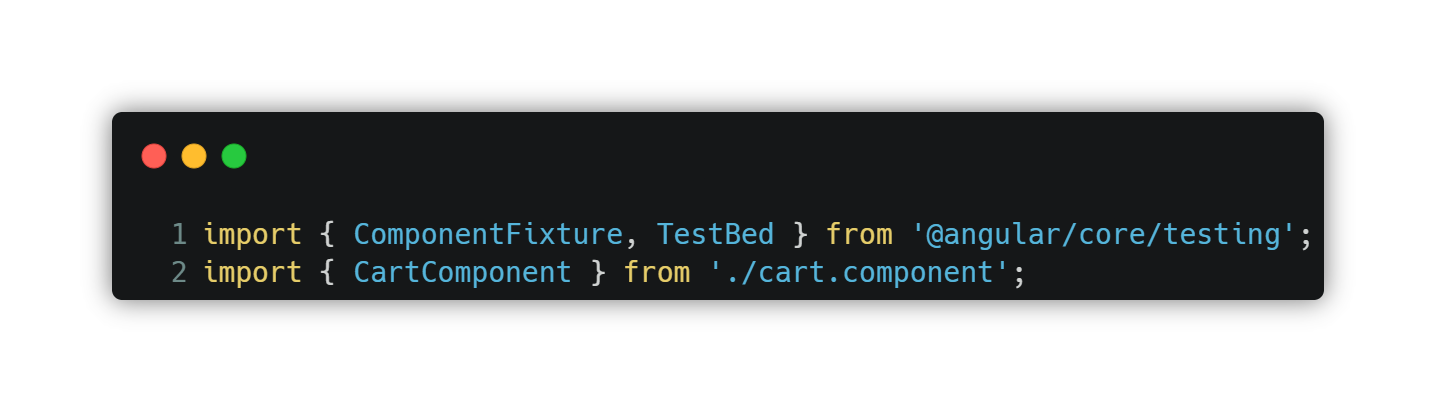 1 import { ComponentFixture, TestBed } from '@angular/core/testing';
2 import { CartComponent } from './cart.component';